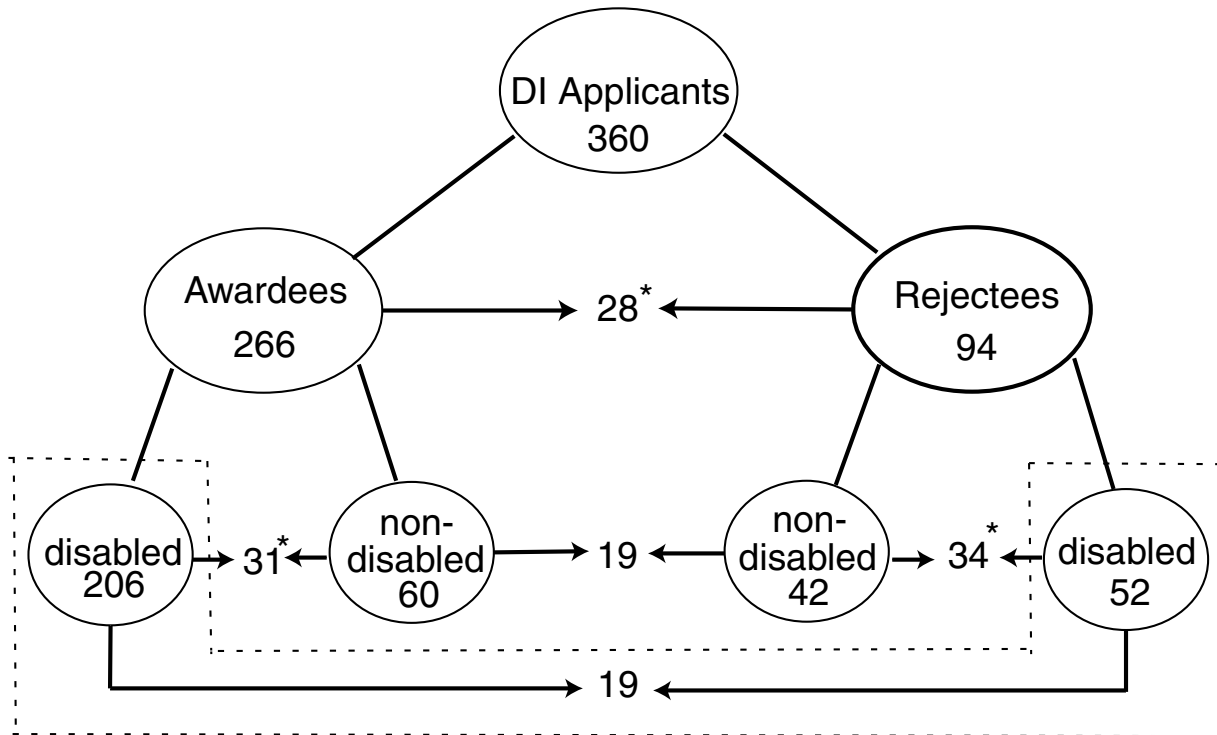 DI Applicants
360
Awardees
266
28*
Rejectees
94
disabled
206
31*
non-
disabled
60
19
non-
disabled
42
34*
disabled
52
19